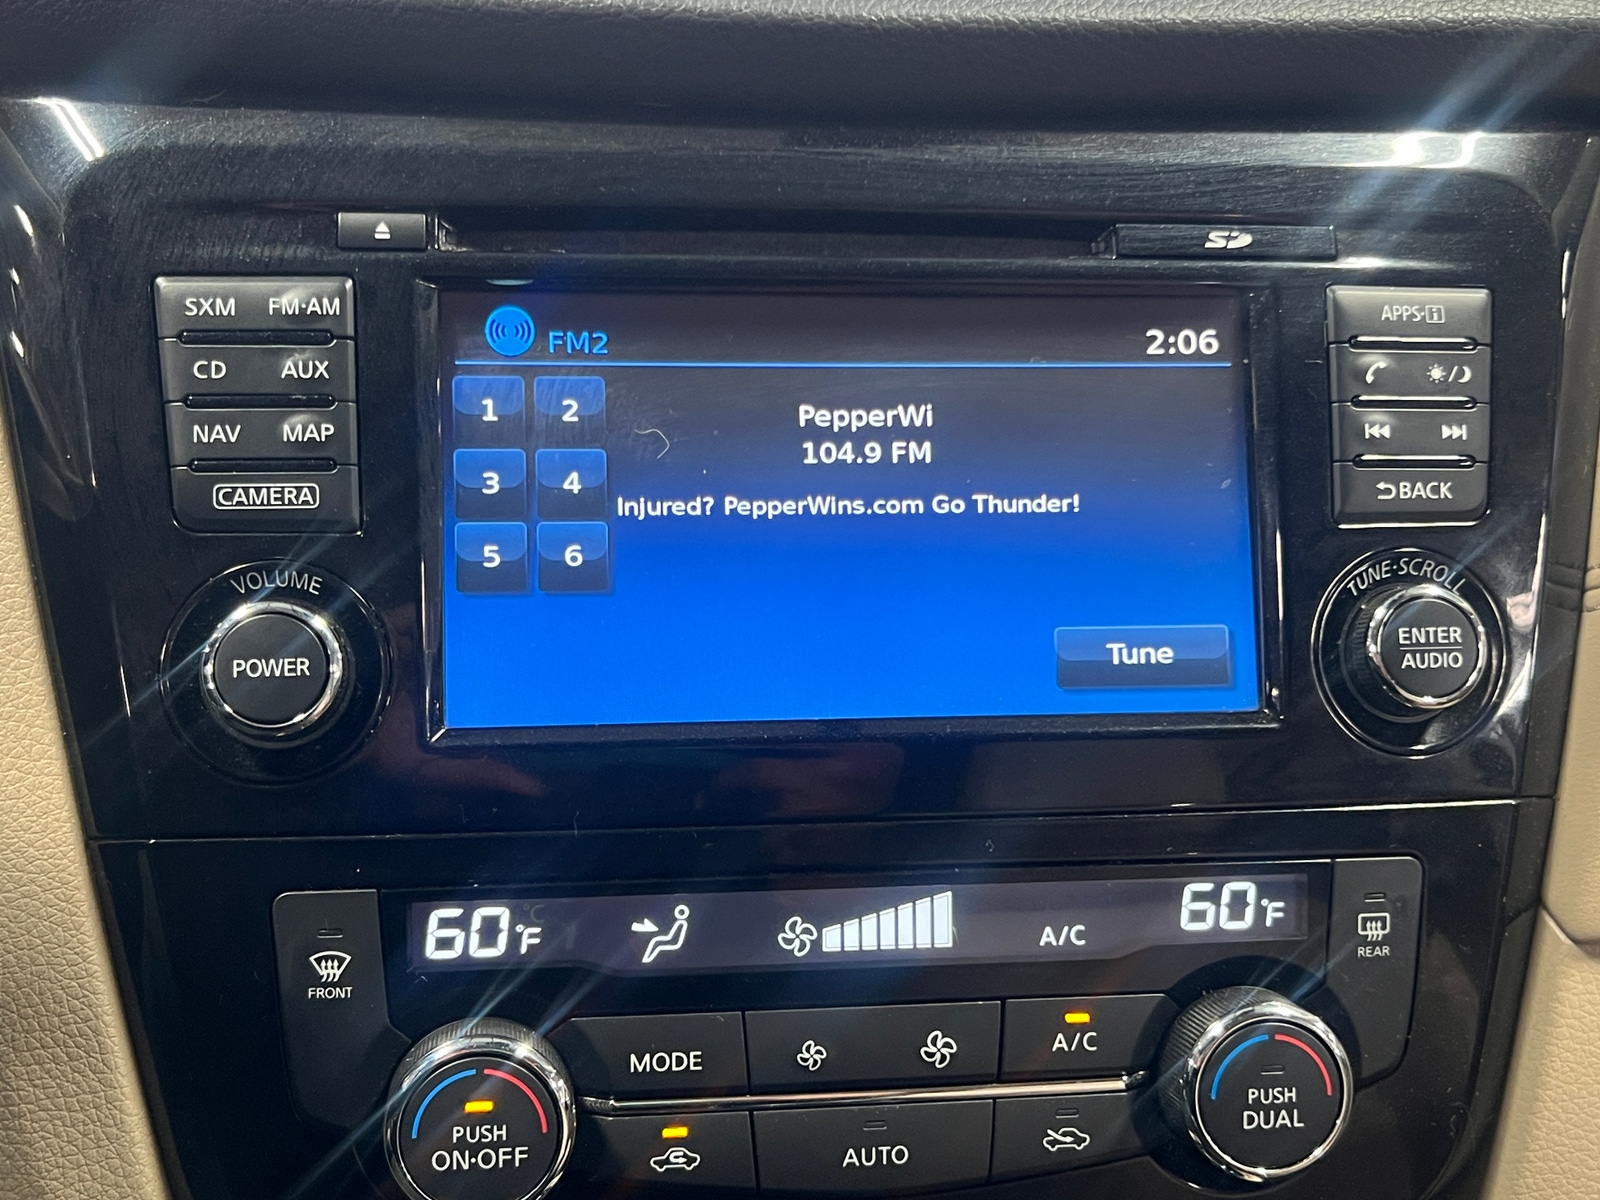 SD
SXM FM·AM
CD AUX
NAV MAP
CAMERA
VOLUME
POWER
FM2 2:06
1 2
3 4
5 6
PepperWi
104.9 FM
Injured? PepperWins.com Go Thunder!
Tune
APPS·i
BACK
TUNE·SCROLL
ENTER
AUDIO
FRONT
60°F
A/C
60°F
REAR
MODE
A/C
PUSH
ON·OFF
AUTO
PUSH
DUAL